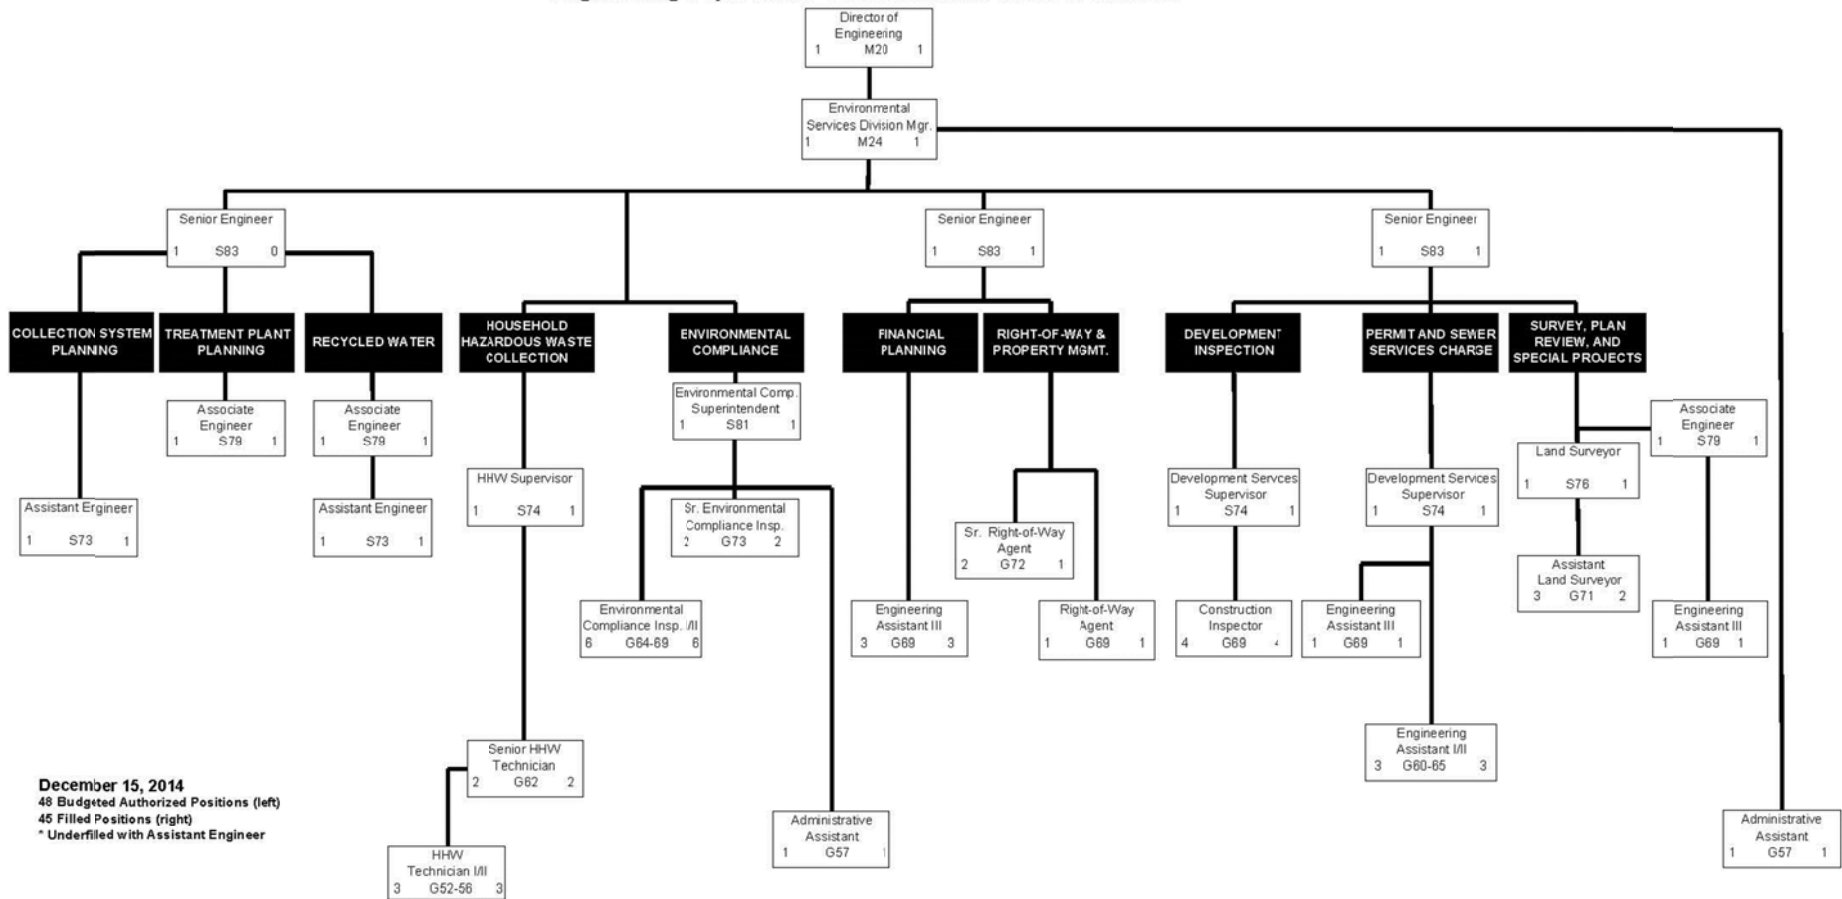 Director of
Engineering
1 M20 1
Environmental
Services Division Mgr.
1 M24 1
Senior Engineer
1 S83 0
Senior Engineer
1 S83 1
Senior Engineer
1 S83 1
COLLECTION SYSTEM
PLANNING
TREATMENT PLANT
PLANNING
RECYCLED WATER
HOUSEHOLD
HAZARDOUS WASTE
COLLECTION
ENVIRONMENTAL
COMPLIANCE
FINANCIAL
PLANNING
RIGHT-OF-WAY &
PROPERTY MGMT.
DEVELOPMENT
INSPECTION
PERMIT AND SEWER
SERVICES CHARGE
SURVEY, PLAN
REVIEW, AND
SPECIAL PROJECTS
Environmental Comp.
Superintendent
1 S81 1
Associate
Engineer
1 S79 1
Associate
Engineer
1 S79 1
Associate
Engineer
1 S79 1
Land Surveyor
1 S76 1
HHW Supervisor
1 S74 1
Development Services
Supervisor
1 S74 1
Development Services
Supervisor
1 S74 1
Assistant Engineer
1 S73 1
Assistant Engineer
1 S73 1
Sr. Environmental
Compliance Insp.
2 G73 2
Sr. Right-of-Way
Agent
2 G72 1
Assistant
Land Surveyor
3 G71 2
Environmental
Compliance Insp. I/II
6 G64-69 6
Engineering
Assistant III
3 G69 3
Right-of-Way
Agent
1 G69 1
Construction
Inspector
4 G69 4
Engineering
Assistant III
1 G69 1
Engineering
Assistant III
1 G69 1
Engineering
Assistant I/II
3 G60-65 3
Senior HHW
Technician
2 G62 2
December 15, 2014
48 Budgeted Authorized Positions (left)
45 Filled Positions (right)
* Underfilled with Assistant Engineer
Administrative
Assistant
1 G57 1
Administrative
Assistant
1 G57 1
HHW
Technician I/II
3 G52-56 3